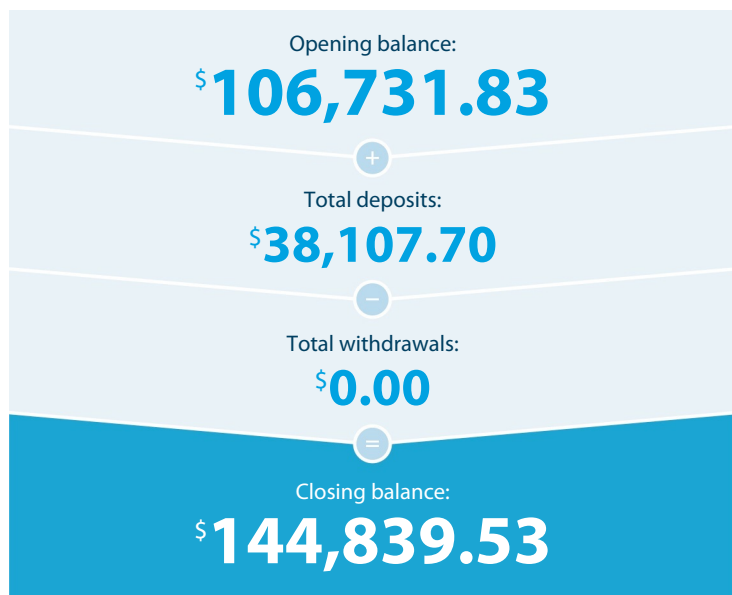 Opening balance:
$106,731.83
+
Total deposits:
$38,107.70
−
Total withdrawals:
$0.00
=
Closing balance:
$144,839.53